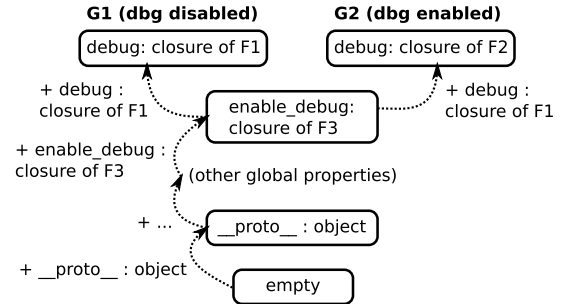 G1 (dbg disabled)
G2 (dbg enabled)
debug: closure of F1
debug: closure of F2
+ debug :
closure of F1
enable_debug:
closure of F3
+ debug :
closure of F1
+ enable_debug :
closure of F3
(other global properties)
+ ...
__proto__ : object
+ __proto__ : object
empty